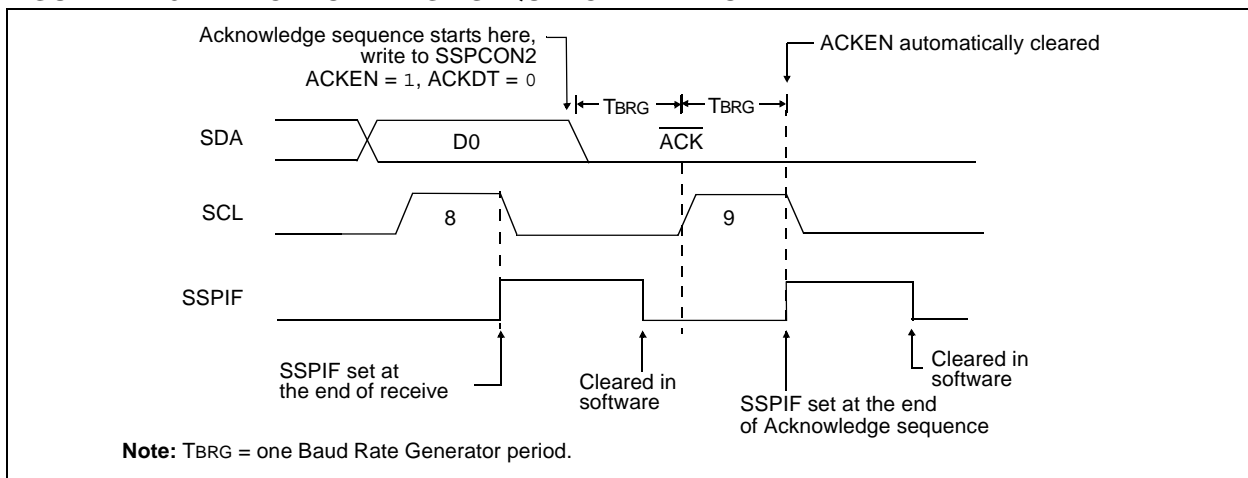 Acknowledge sequence starts here,
write to SSPCON2
ACKEN = 1, ACKDT = 0
ACKEN automatically cleared
TBRG
TBRG
SDA
D0
ACK
SCL
8
9
SSPIF
SSPIF set at
the end of receive
Cleared in
software
SSPIF set at the end
of Acknowledge sequence
Cleared in
software
Note: TBRG = one Baud Rate Generator period.